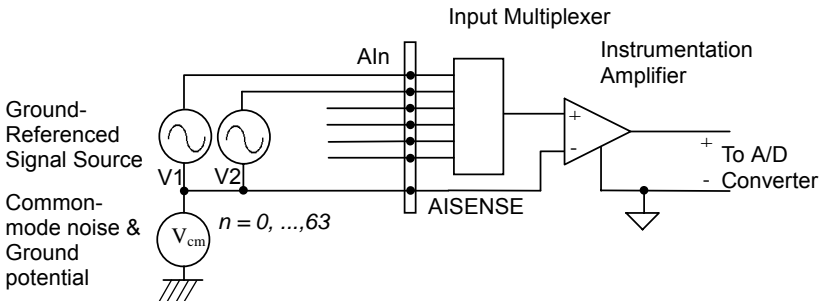 Input Multiplexer
Instrumentation
Amplifier
AIn
Ground-
Referenced
Signal Source
V1
V2
+
-
+
-
To A/D
Converter
AISENSE
Common-
mode noise &
Ground
potential
Vcm
n = 0, ...,63